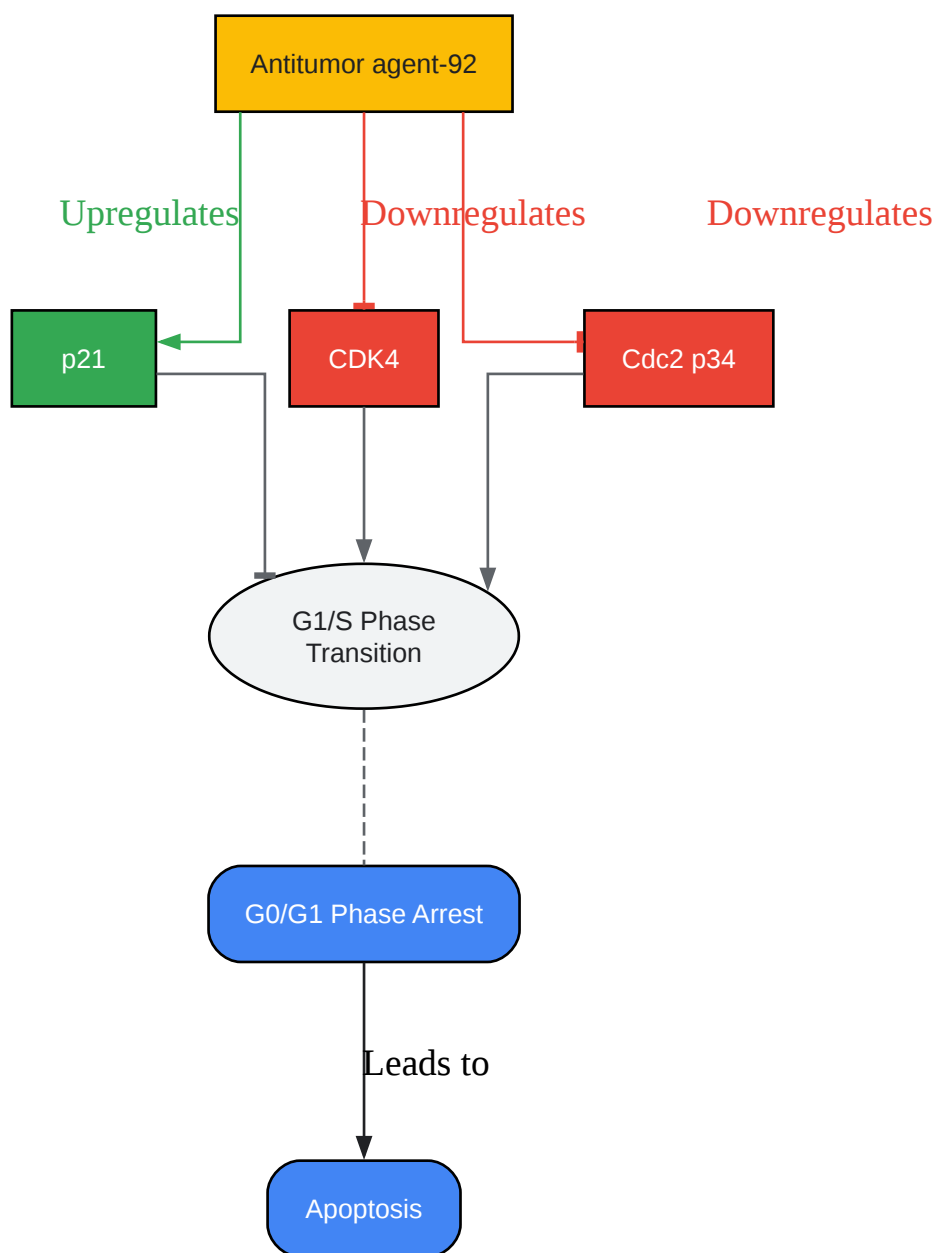 Antitumor agent-92
Upregulates
Downregulates
Downregulates
p21
CDK4
Cdc2 p34
G1/S Phase
Transition
G0/G1 Phase Arrest
Leads to
Apoptosis